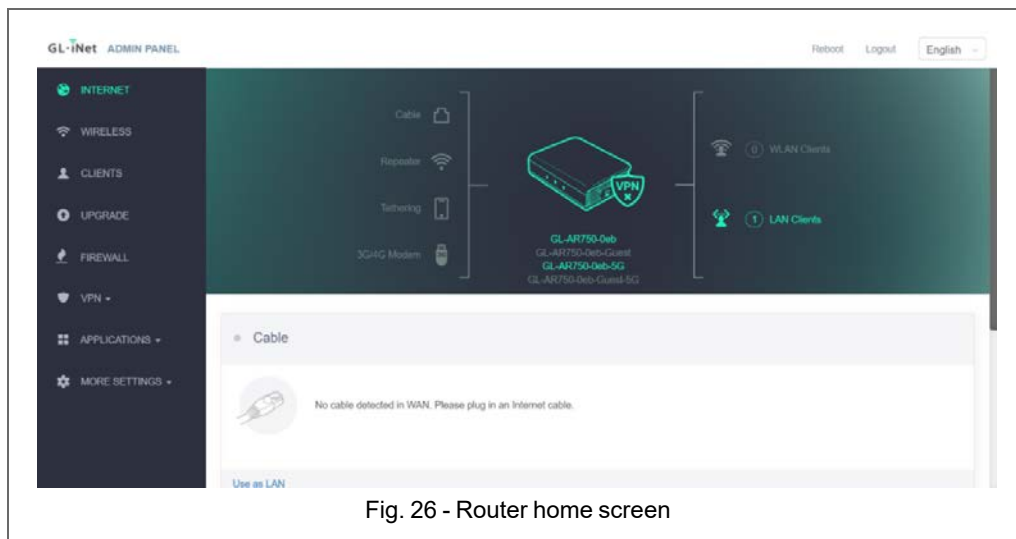 GL·iNet ADMIN PANEL
Reboot Logout English
INTERNET
WIRELESS
CLIENTS
UPGRADE
FIREWALL
VPN
APPLICATIONS
MORE SETTINGS
Cable
Repeater
Tethering
3G/4G Modem
VPN
GL-AR750-0eb
GL-AR750-0eb-Guest
GL-AR750-0eb-5G
GL-AR750-0eb-Guest-5G
0 WLAN Clients
1 LAN Clients
Cable
No cable detected in WAN. Please plug in an Internet cable.
Use as LAN
Fig. 26 - Router home screen